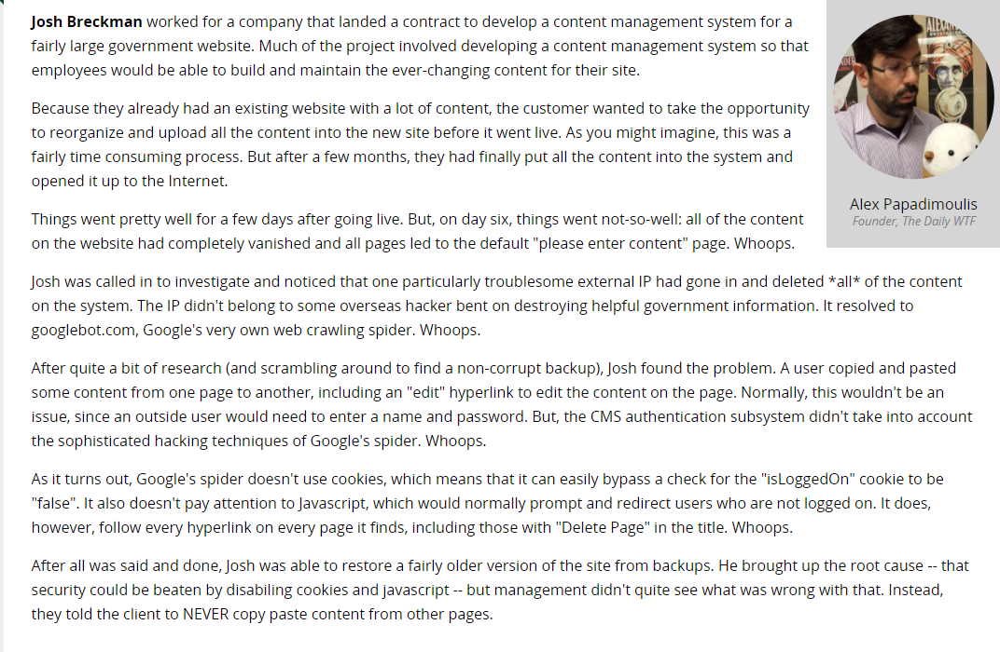 Josh Breckman worked for a company that landed a contract to develop a content management system for a
fairly large government website. Much of the project involved developing a content management system so that
employees would be able to build and maintain the ever-changing content for their site.
Because they already had an existing website with a lot of content, the customer wanted to take the opportunity
to reorganize and upload all the content into the new site before it went live. As you might imagine, this was a
fairly time consuming process. But after a few months, they had finally put all the content into the system and
opened it up to the Internet.
Things went pretty well for a few days after going live. But, on day six, things went not-so-well: all of the content
on the website had completely vanished and all pages led to the default "please enter content" page. Whoops.
Josh was called in to investigate and noticed that one particularly troublesome external IP had gone in and deleted *all* of the content
on the system. The IP didn't belong to some overseas hacker bent on destroying helpful government information. It resolved to
googlebot.com, Google's very own web crawling spider. Whoops.
After quite a bit of research (and scrambling around to find a non-corrupt backup), Josh found the problem. A user copied and pasted
some content from one page to another, including an "edit" hyperlink to edit the content on the page. Normally, this wouldn't be an
issue, since an outside user would need to enter a name and password. But, the CMS authentication subsystem didn't take into account
the sophisticated hacking techniques of Google's spider. Whoops.
As it turns out, Google's spider doesn't use cookies, which means that it can easily bypass a check for the "isLoggedOn" cookie to be
"false". It also doesn't pay attention to Javascript, which would normally prompt and redirect users who are not logged on. It does,
however, follow every hyperlink on every page it finds, including those with "Delete Page" in the title. Whoops.
After all was said and done, Josh was able to restore a fairly older version of the site from backups. He brought up the root cause -- that
security could be beaten by disabiling cookies and javascript -- but management didn't quite see what was wrong with that. Instead,
they told the client to NEVER copy paste content from other pages.
Alex Papadimoulis
Founder, The Daily WTF